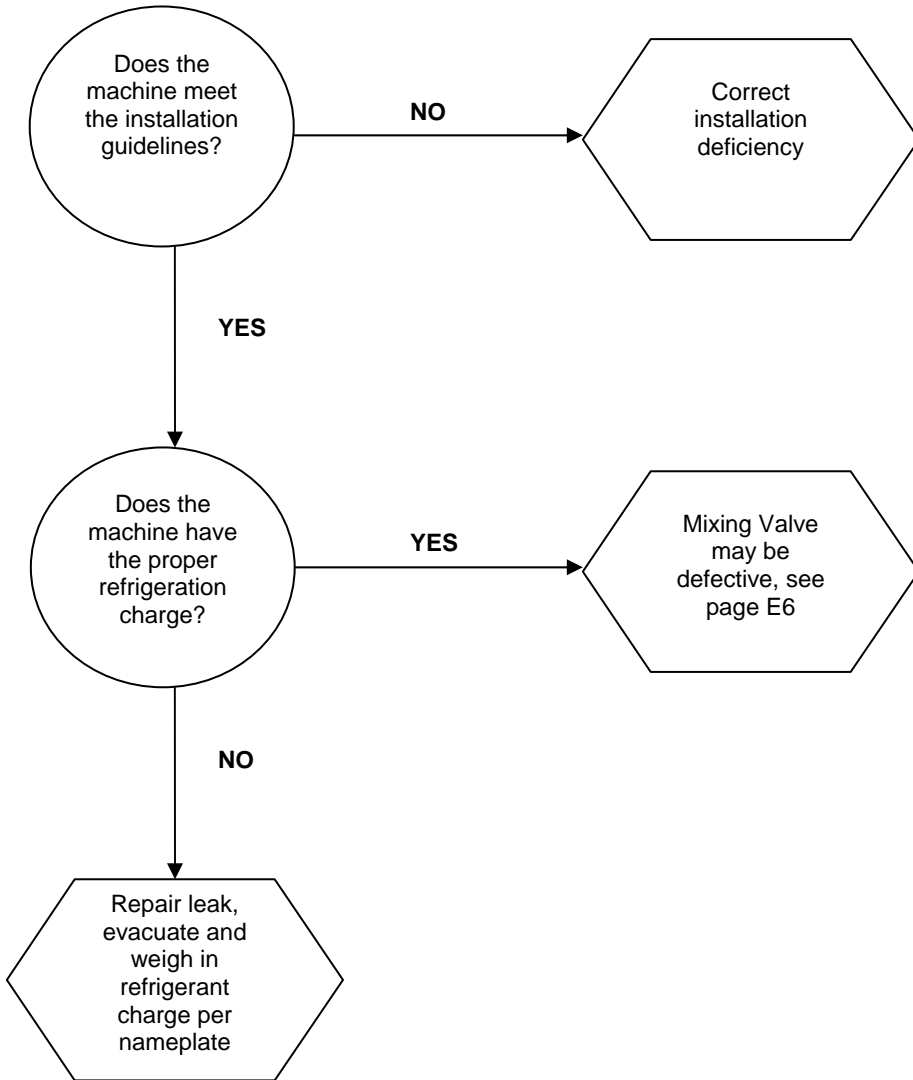 Does the
machine meet
the installation
guidelines?
NO
Correct
installation
deficiency
YES
Does the
machine have
the proper
refrigeration
charge?
YES
Mixing Valve
may be
defective, see
page E6
NO
Repair leak,
evacuate and
weigh in
refrigerant
charge per
nameplate